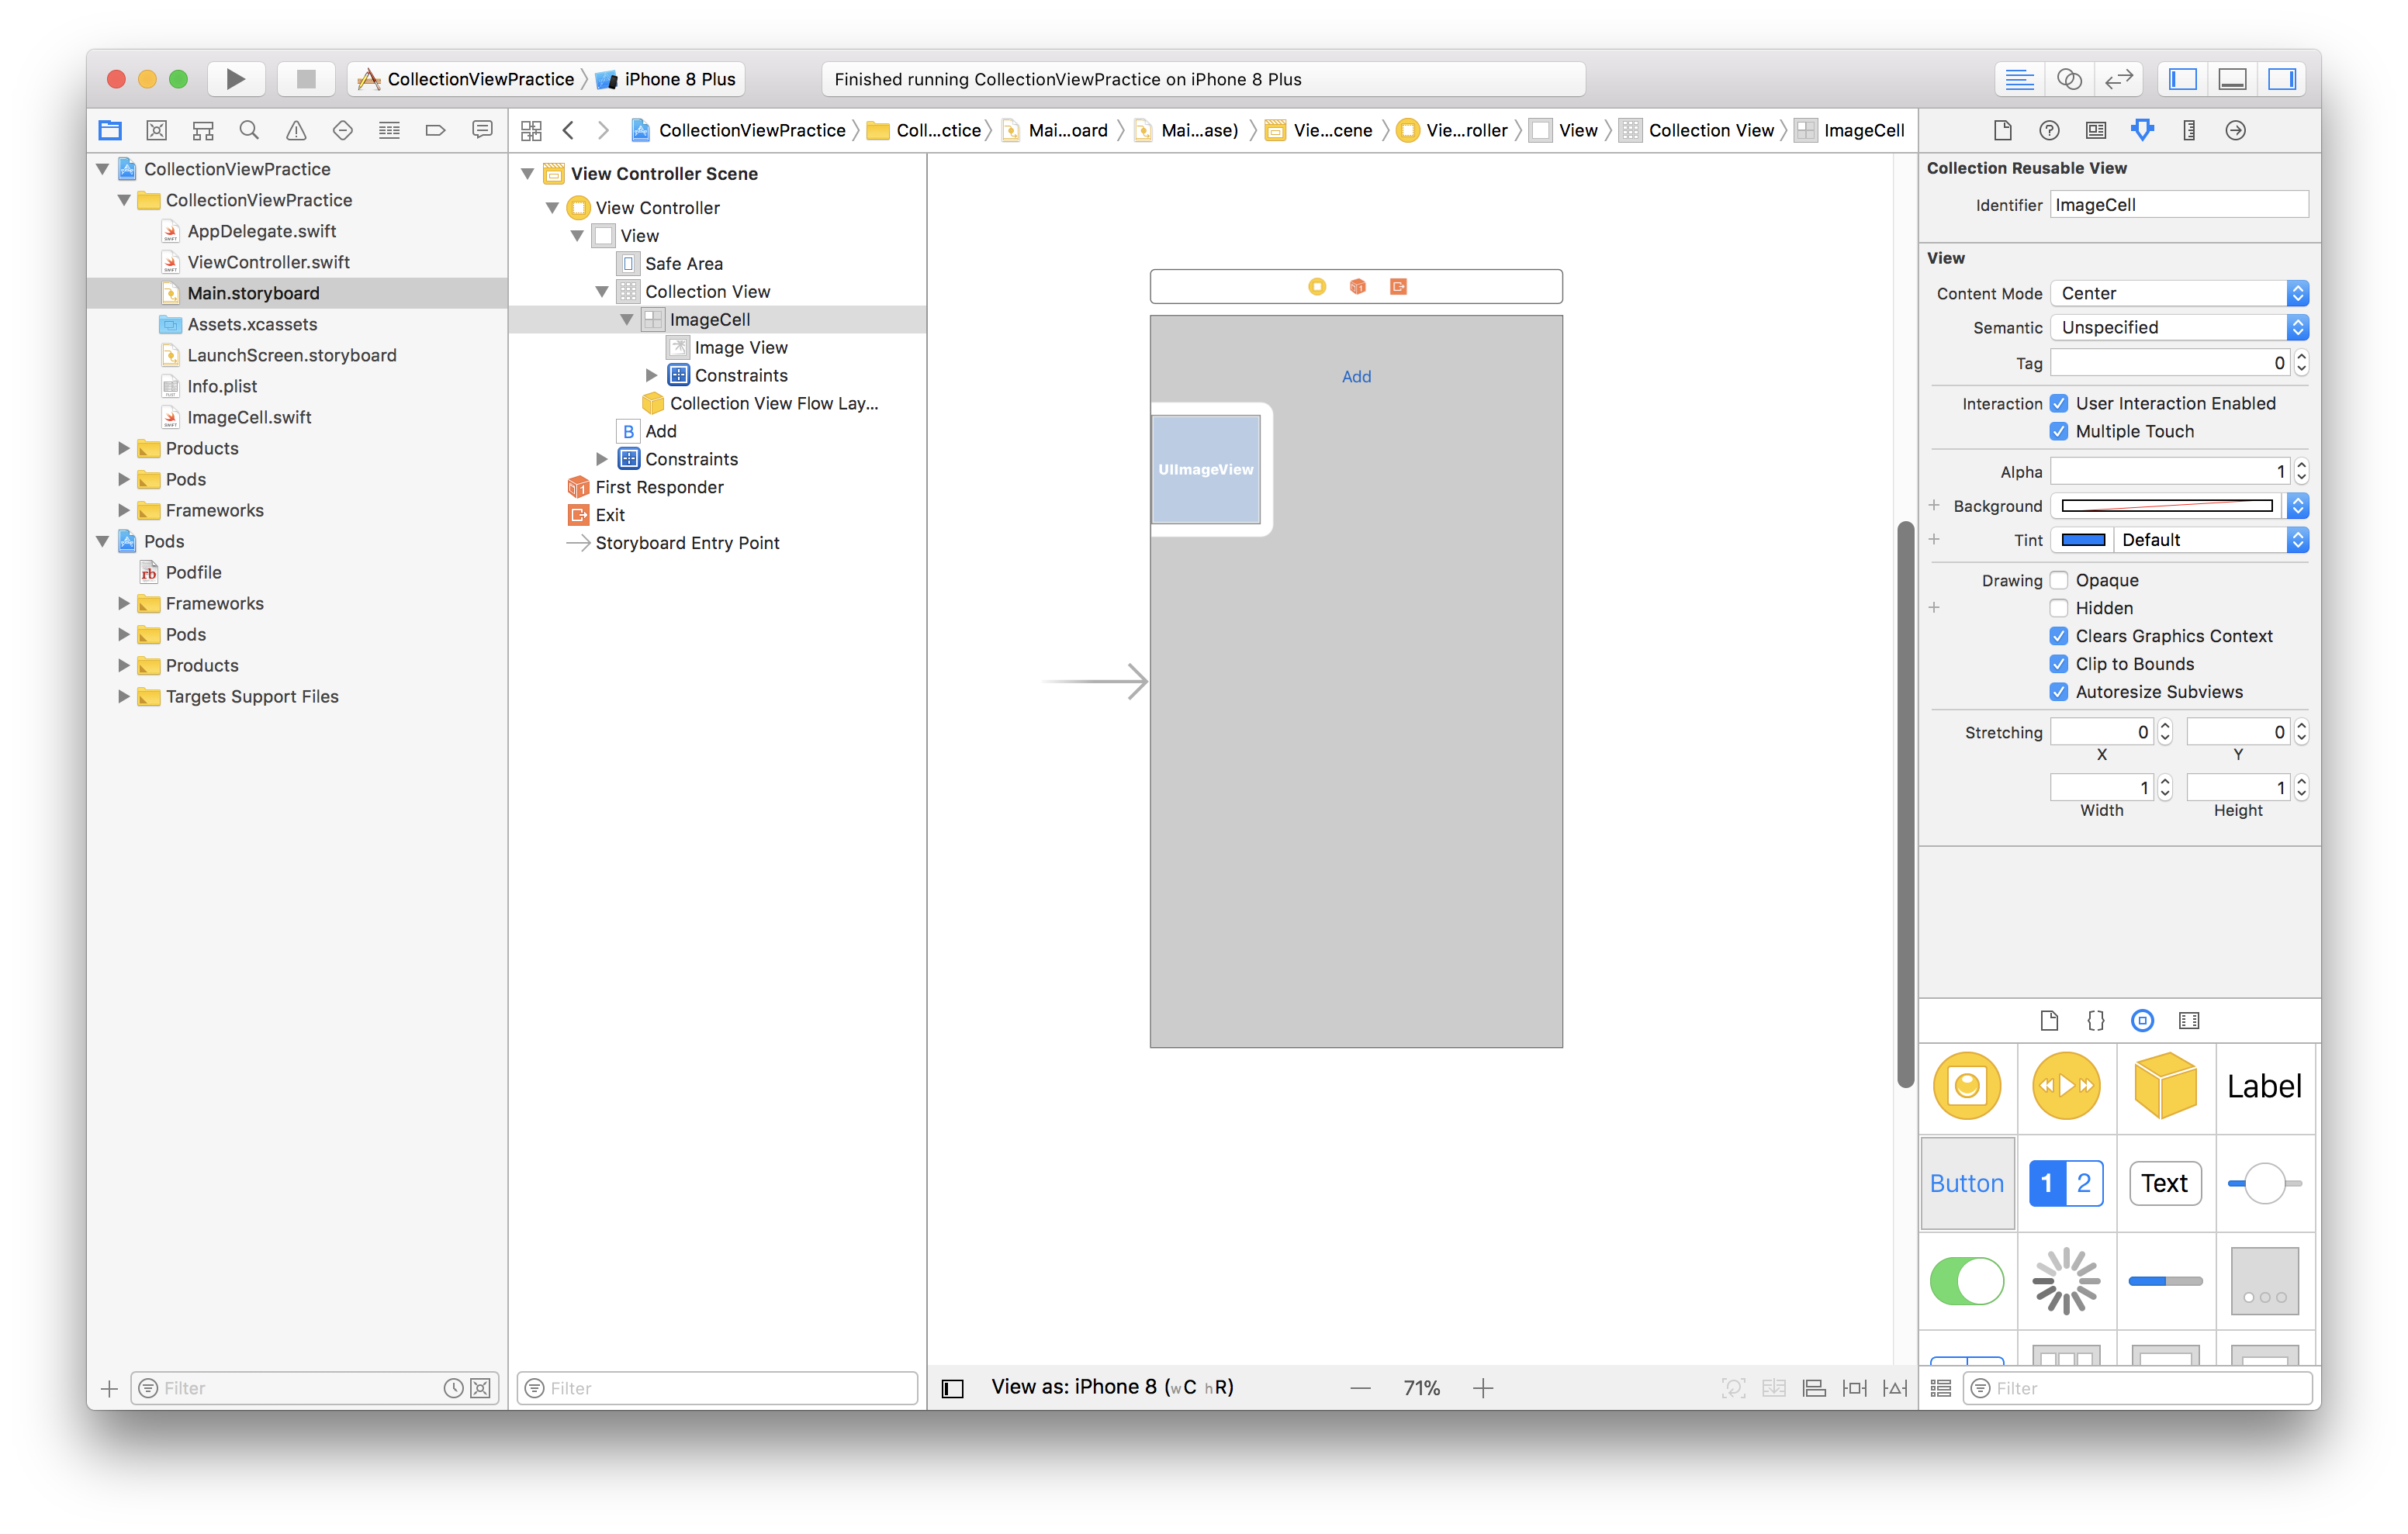 CollectionViewPractice
iPhone 8 Plus
Finished running CollectionViewPractice on iPhone 8 Plus
CollectionViewPractice
Coll...ctice
Mai...oard
Mai...ase)
Vie...cene
Vie...roller
View
Collection View
ImageCell
CollectionViewPractice
CollectionViewPractice
AppDelegate.swift
ViewController.swift
Main.storyboard
Assets.xcassets
LaunchScreen.storyboard
Info.plist
ImageCell.swift
Products
Pods
Frameworks
Pods
rb Podfile
Frameworks
Pods
Products
Targets Support Files
Filter
View Controller Scene
View Controller
View
Safe Area
Collection View
ImageCell
Image View
Constraints
Collection View Flow Lay...
B Add
Constraints
First Responder
Exit
Storyboard Entry Point
Filter
Add
UIImageView
View as: iPhone 8 (wC hR)
71%
Collection Reusable View
Identifier ImageCell
View
Content Mode Center
Semantic Unspecified
Tag 0
Interaction User Interaction Enabled
Multiple Touch
Alpha 1
Background
Tint Default
Drawing Opaque
Hidden
Clears Graphics Context
Clip to Bounds
Autoresize Subviews
Stretching 0 0
X Y
1 1
Width Height
{}
Label
Button
1 2
Text
Filter